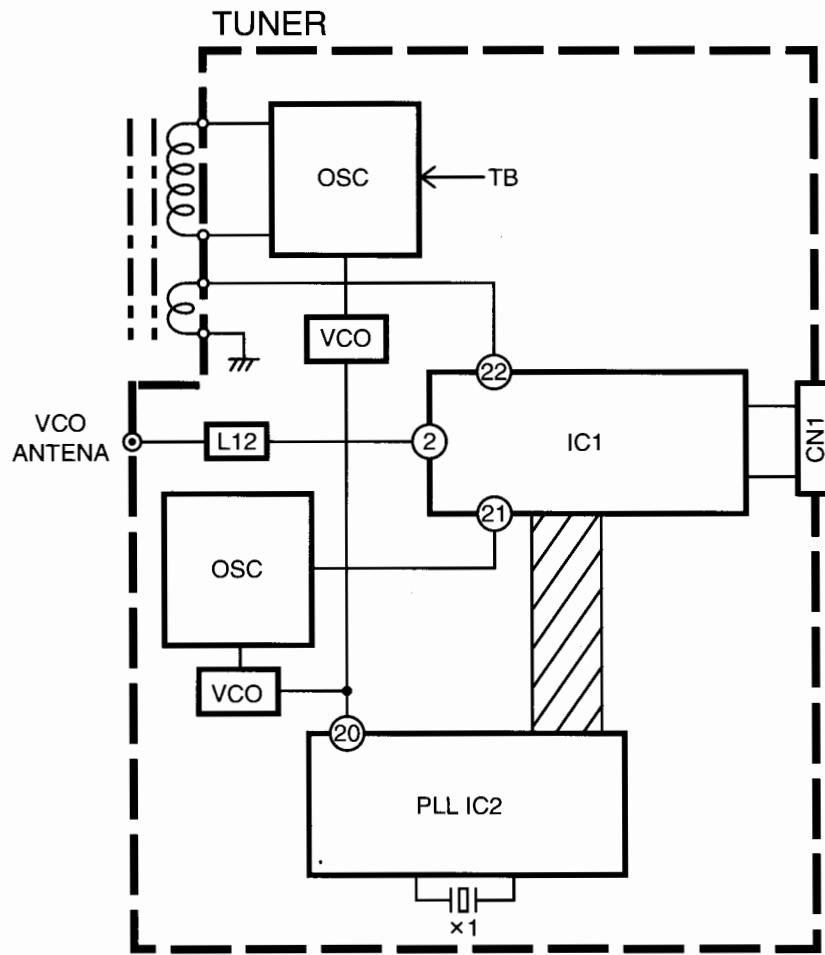 TUNER
OSC
TB
VCO
22
VCO
ANTENA
L12
2
IC1
CN1
21
OSC
VCO
20
PLL IC2
×1